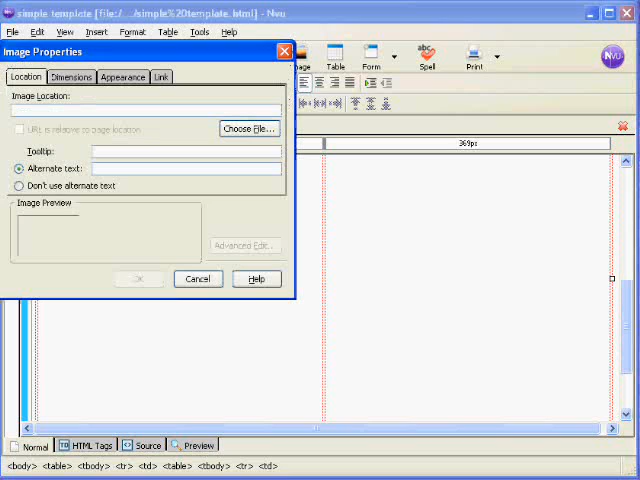 simple template [file:/.../simple%20template.html] - Nvu
File Edit View Insert Format Table Tools Help
Image Properties
Table Form Spell Print
NVU
Location Dimensions Appearance Link
Image Location:
URL is relative to page location
Choose File...
369px
Tooltip:
Alternate text:
Don't use alternate text
Image Preview
Advanced Edit...
OK Cancel Help
Normal HTML Tags Source Preview
<body> <table> <tbody> <tr> <td> <table> <tbody> <tr> <td>